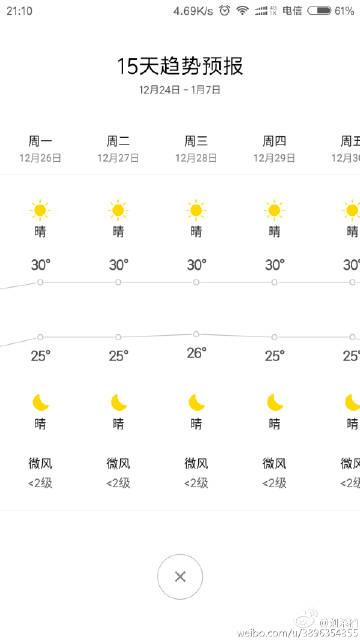 21:10 4.69K/s 电信 61%
15天趋势预报
12月24日 - 1月7日
周一 周二 周三 周四 周五
12月26日 12月27日 12月28日 12月29日 12月30
晴 晴 晴 晴 晴
30° 30° 30° 30° 30°
25° 25° 26° 25° 25°
晴 晴 晴 晴 晴
微风 微风 微风 微风 微风
<2级 <2级 <2级 <2级 <2级
weibo.com/u/3896354355